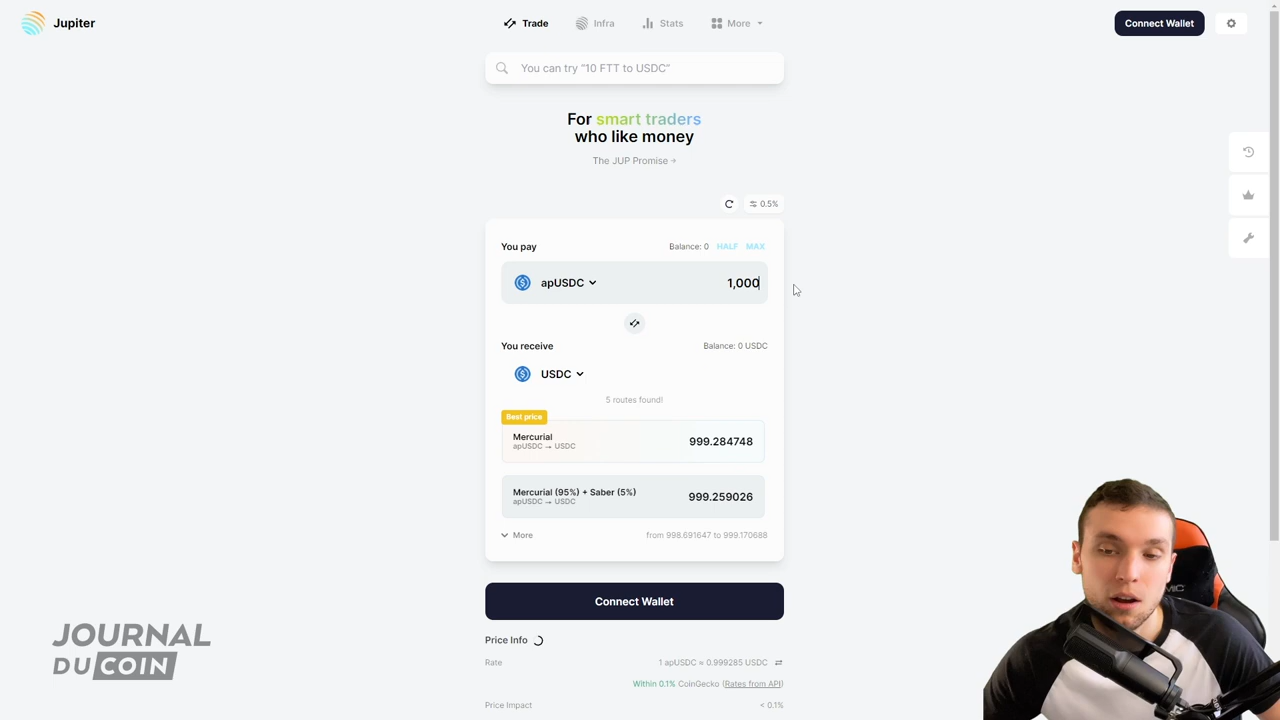 Jupiter
Trade
Infra
Stats
More
Connect Wallet
You can try "10 FTT to USDC"
For smart traders
who like money
The JUP Promise →
0.5%
You pay
Balance: 0 HALF MAX
apUSDC
1,000
You receive
Balance: 0 USDC
USDC
5 routes found!
Best price
Mercurial
apUSDC → USDC
999.284748
Mercurial (95%) + Saber (5%)
apUSDC → USDC
999.259026
More
from 998.691647 to 999.170688
Connect Wallet
Price Info
Rate
1 apUSDC ≈ 0.999285 USDC
Within 0.1% CoinGecko (Rates from API)
Price Impact
< 0.1%
JOURNAL
DU COIN
MIC